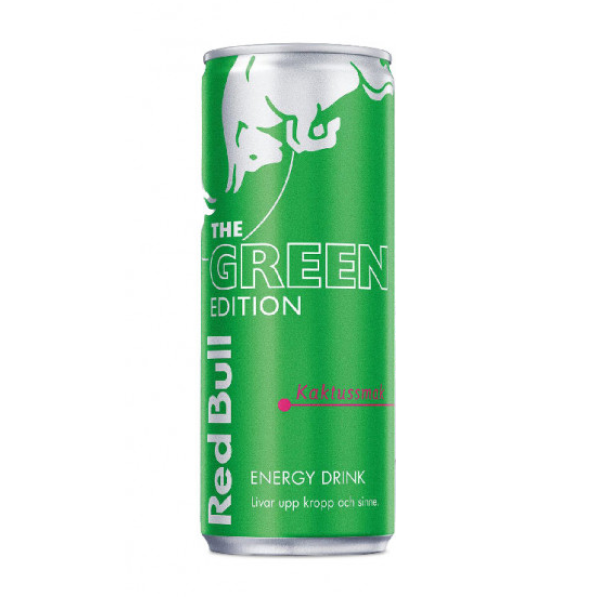 THE
GREEN
EDITION
Red Bull
Kaktussmak
ENERGY DRINK
Livar upp kropp och sinne.